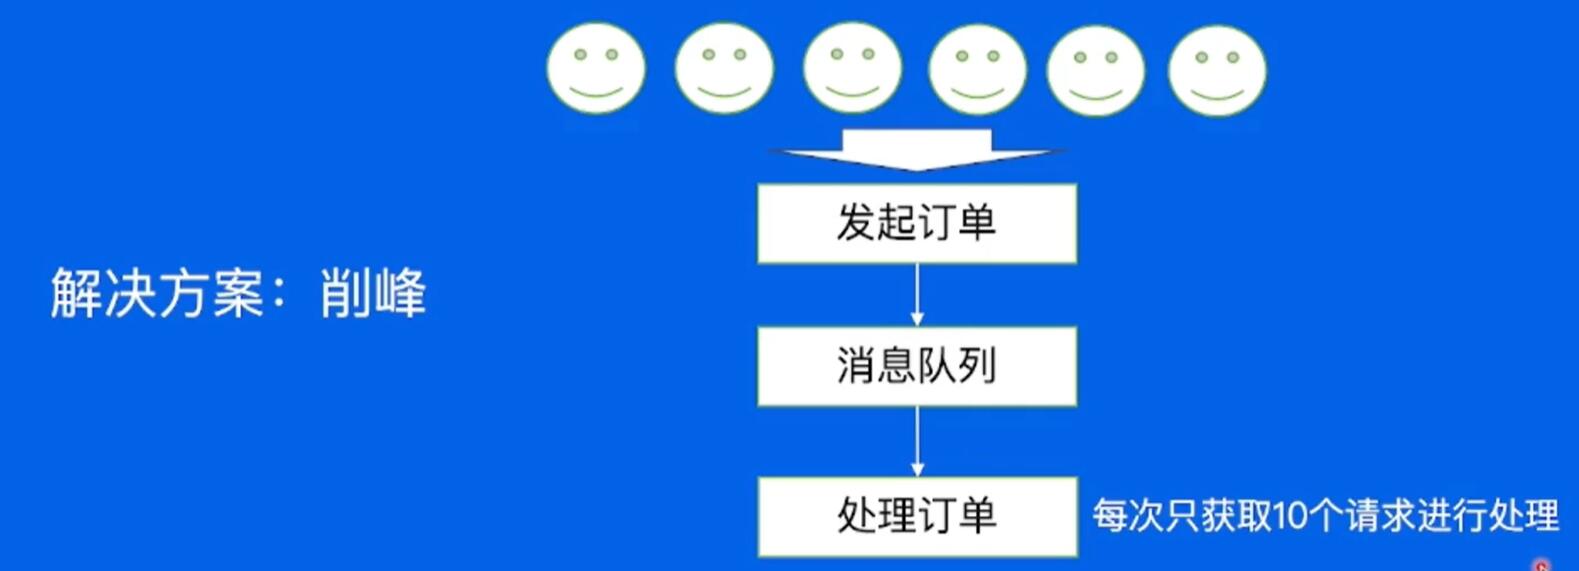 发起订单
解决方案：削峰
消息队列
处理订单
每次只获取10个请求进行处理